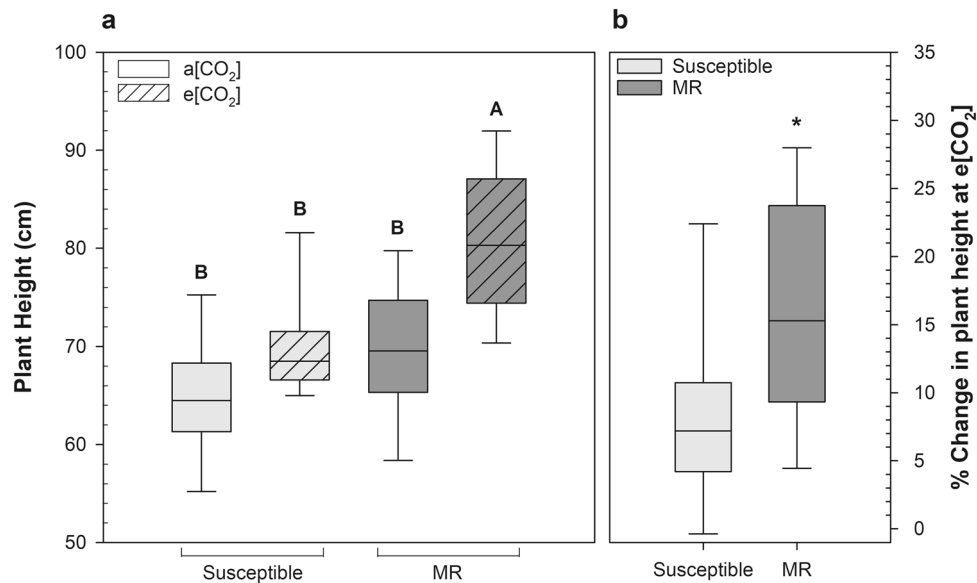 a
b
Plant Height (cm)
100
90
80
70
60
50
a[CO₂]
e[CO₂]
B
B
B
A
Susceptible
MR
Susceptible
MR
*
35
30
25
20
15
10
5
0
% Change in plant height at e[CO₂]
Susceptible
MR